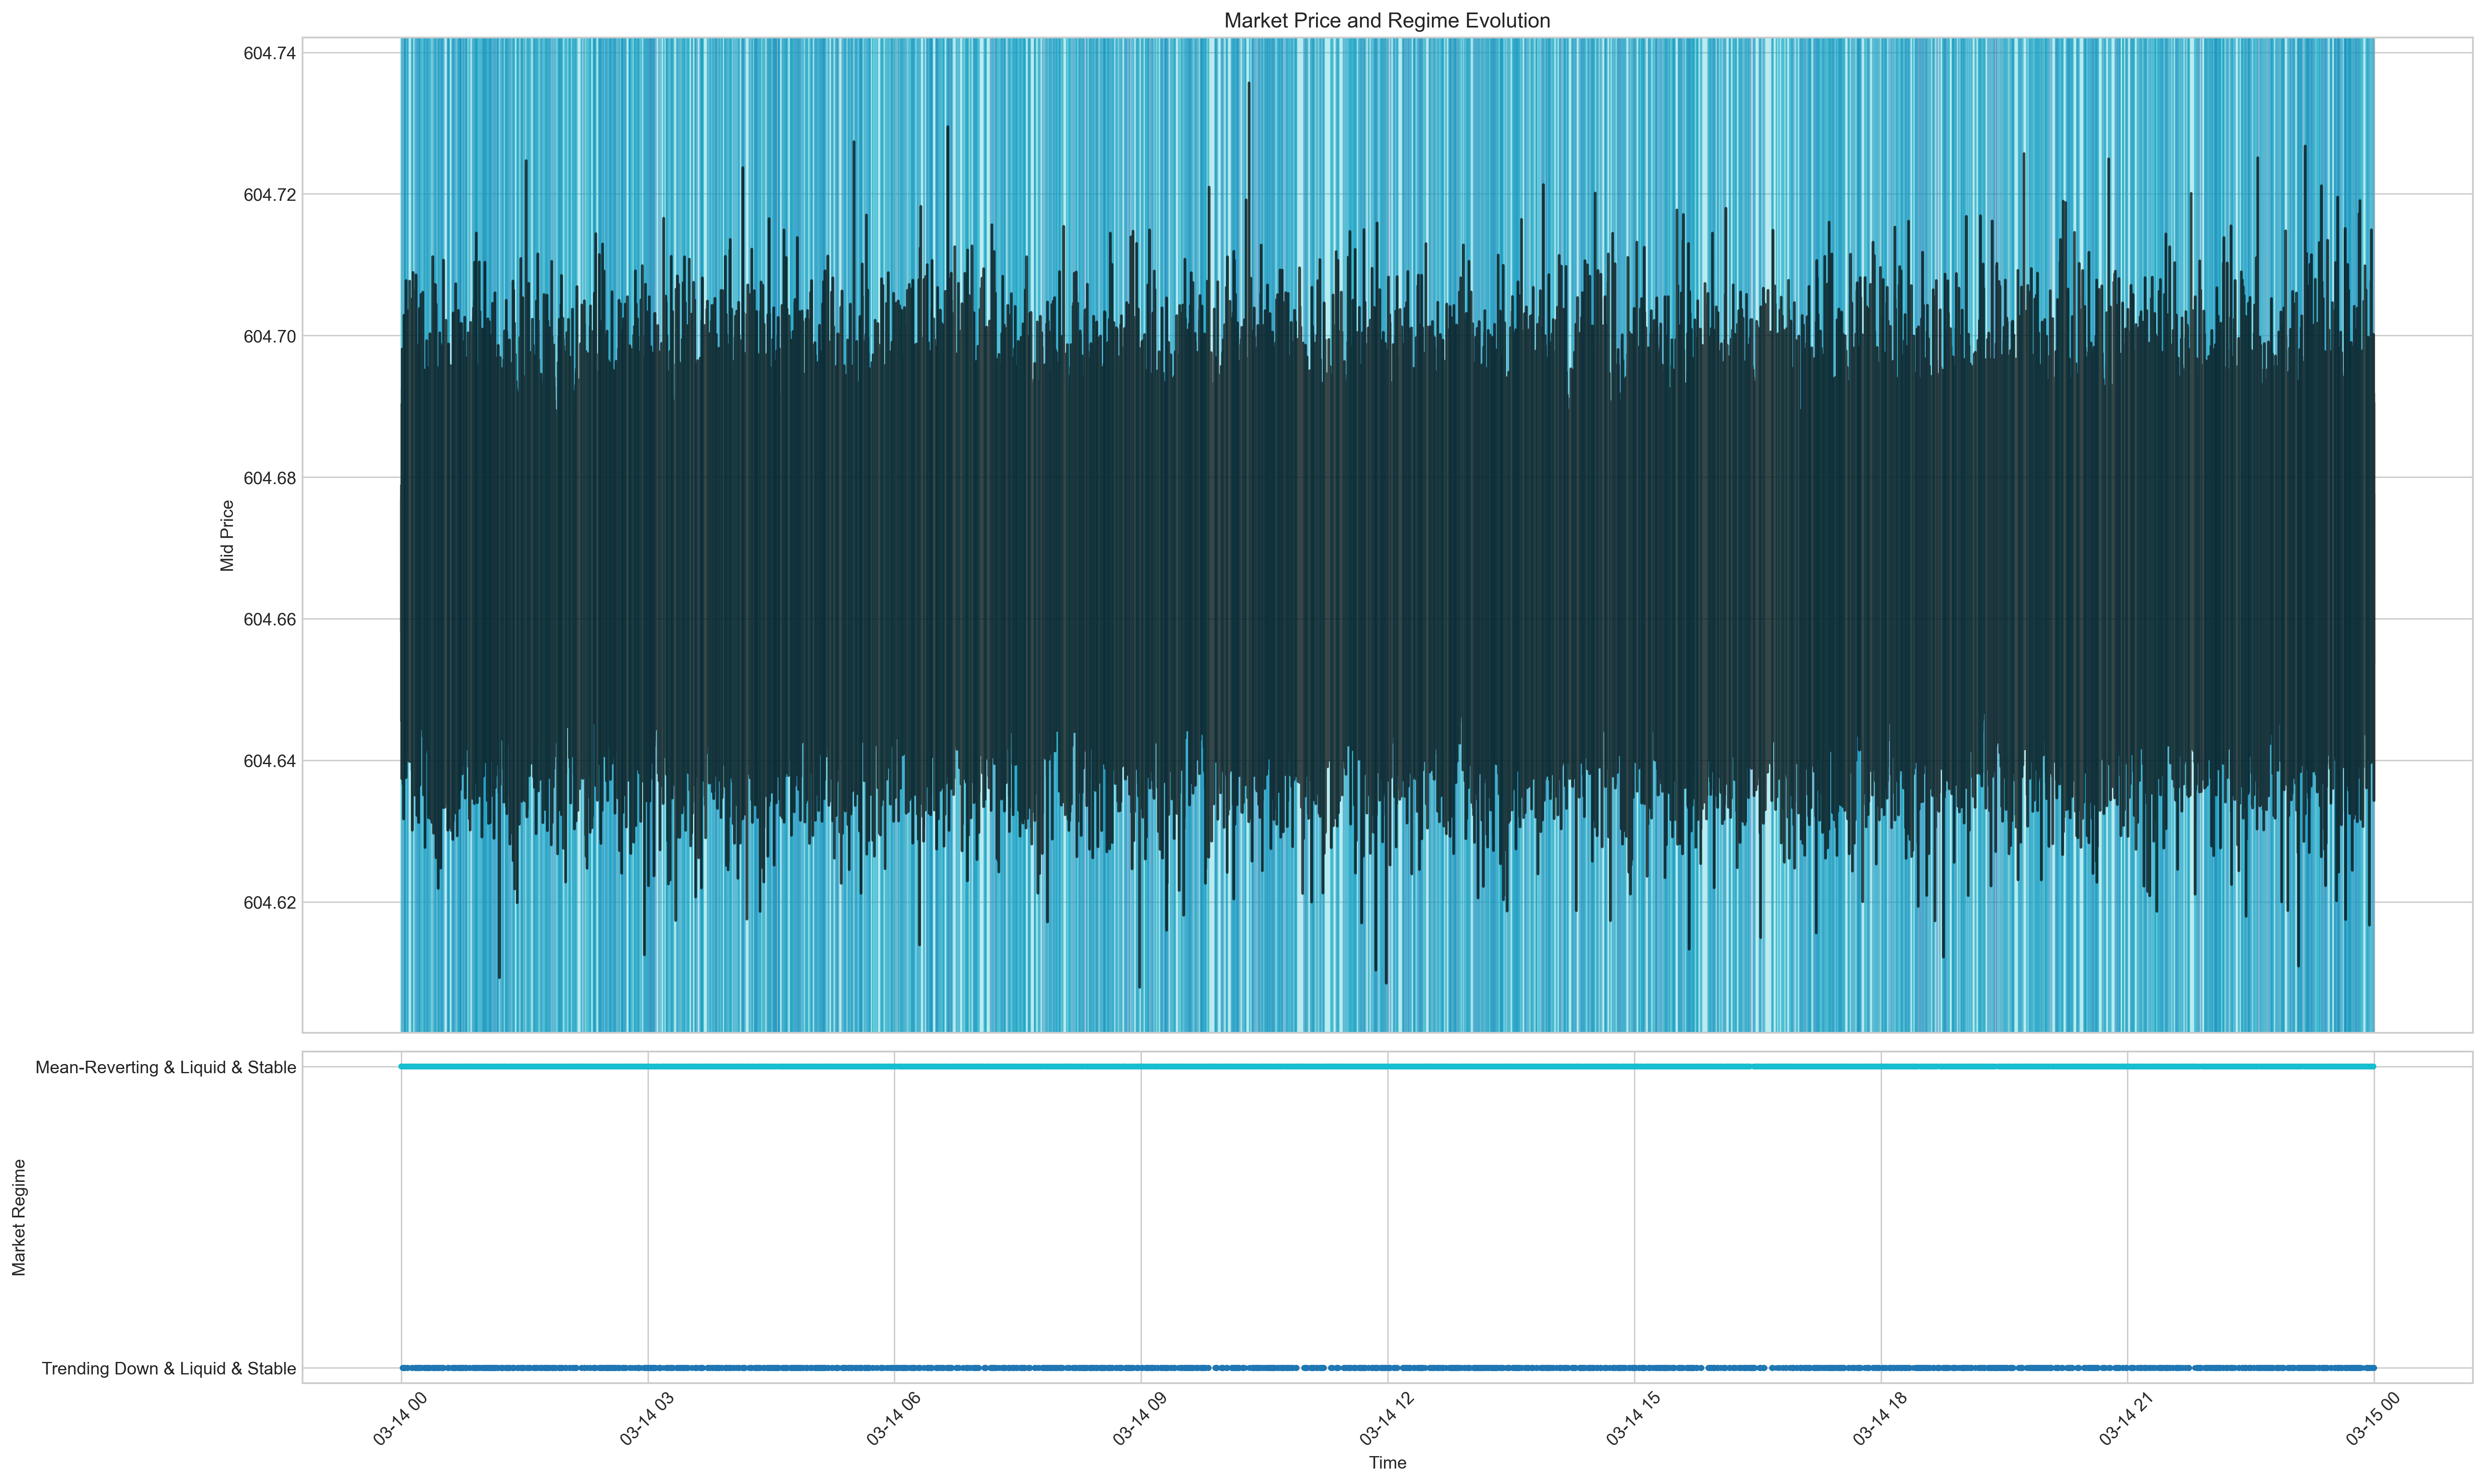 Market Price and Regime Evolution
604.74
604.72
604.70
604.68
604.66
604.64
604.62
Mid Price
Mean-Reverting & Liquid & Stable
Trending Down & Liquid & Stable
Market Regime
03-14 00
03-14 03
03-14 06
03-14 09
03-14 12
03-14 15
03-14 18
03-14 21
03-15 00
Time